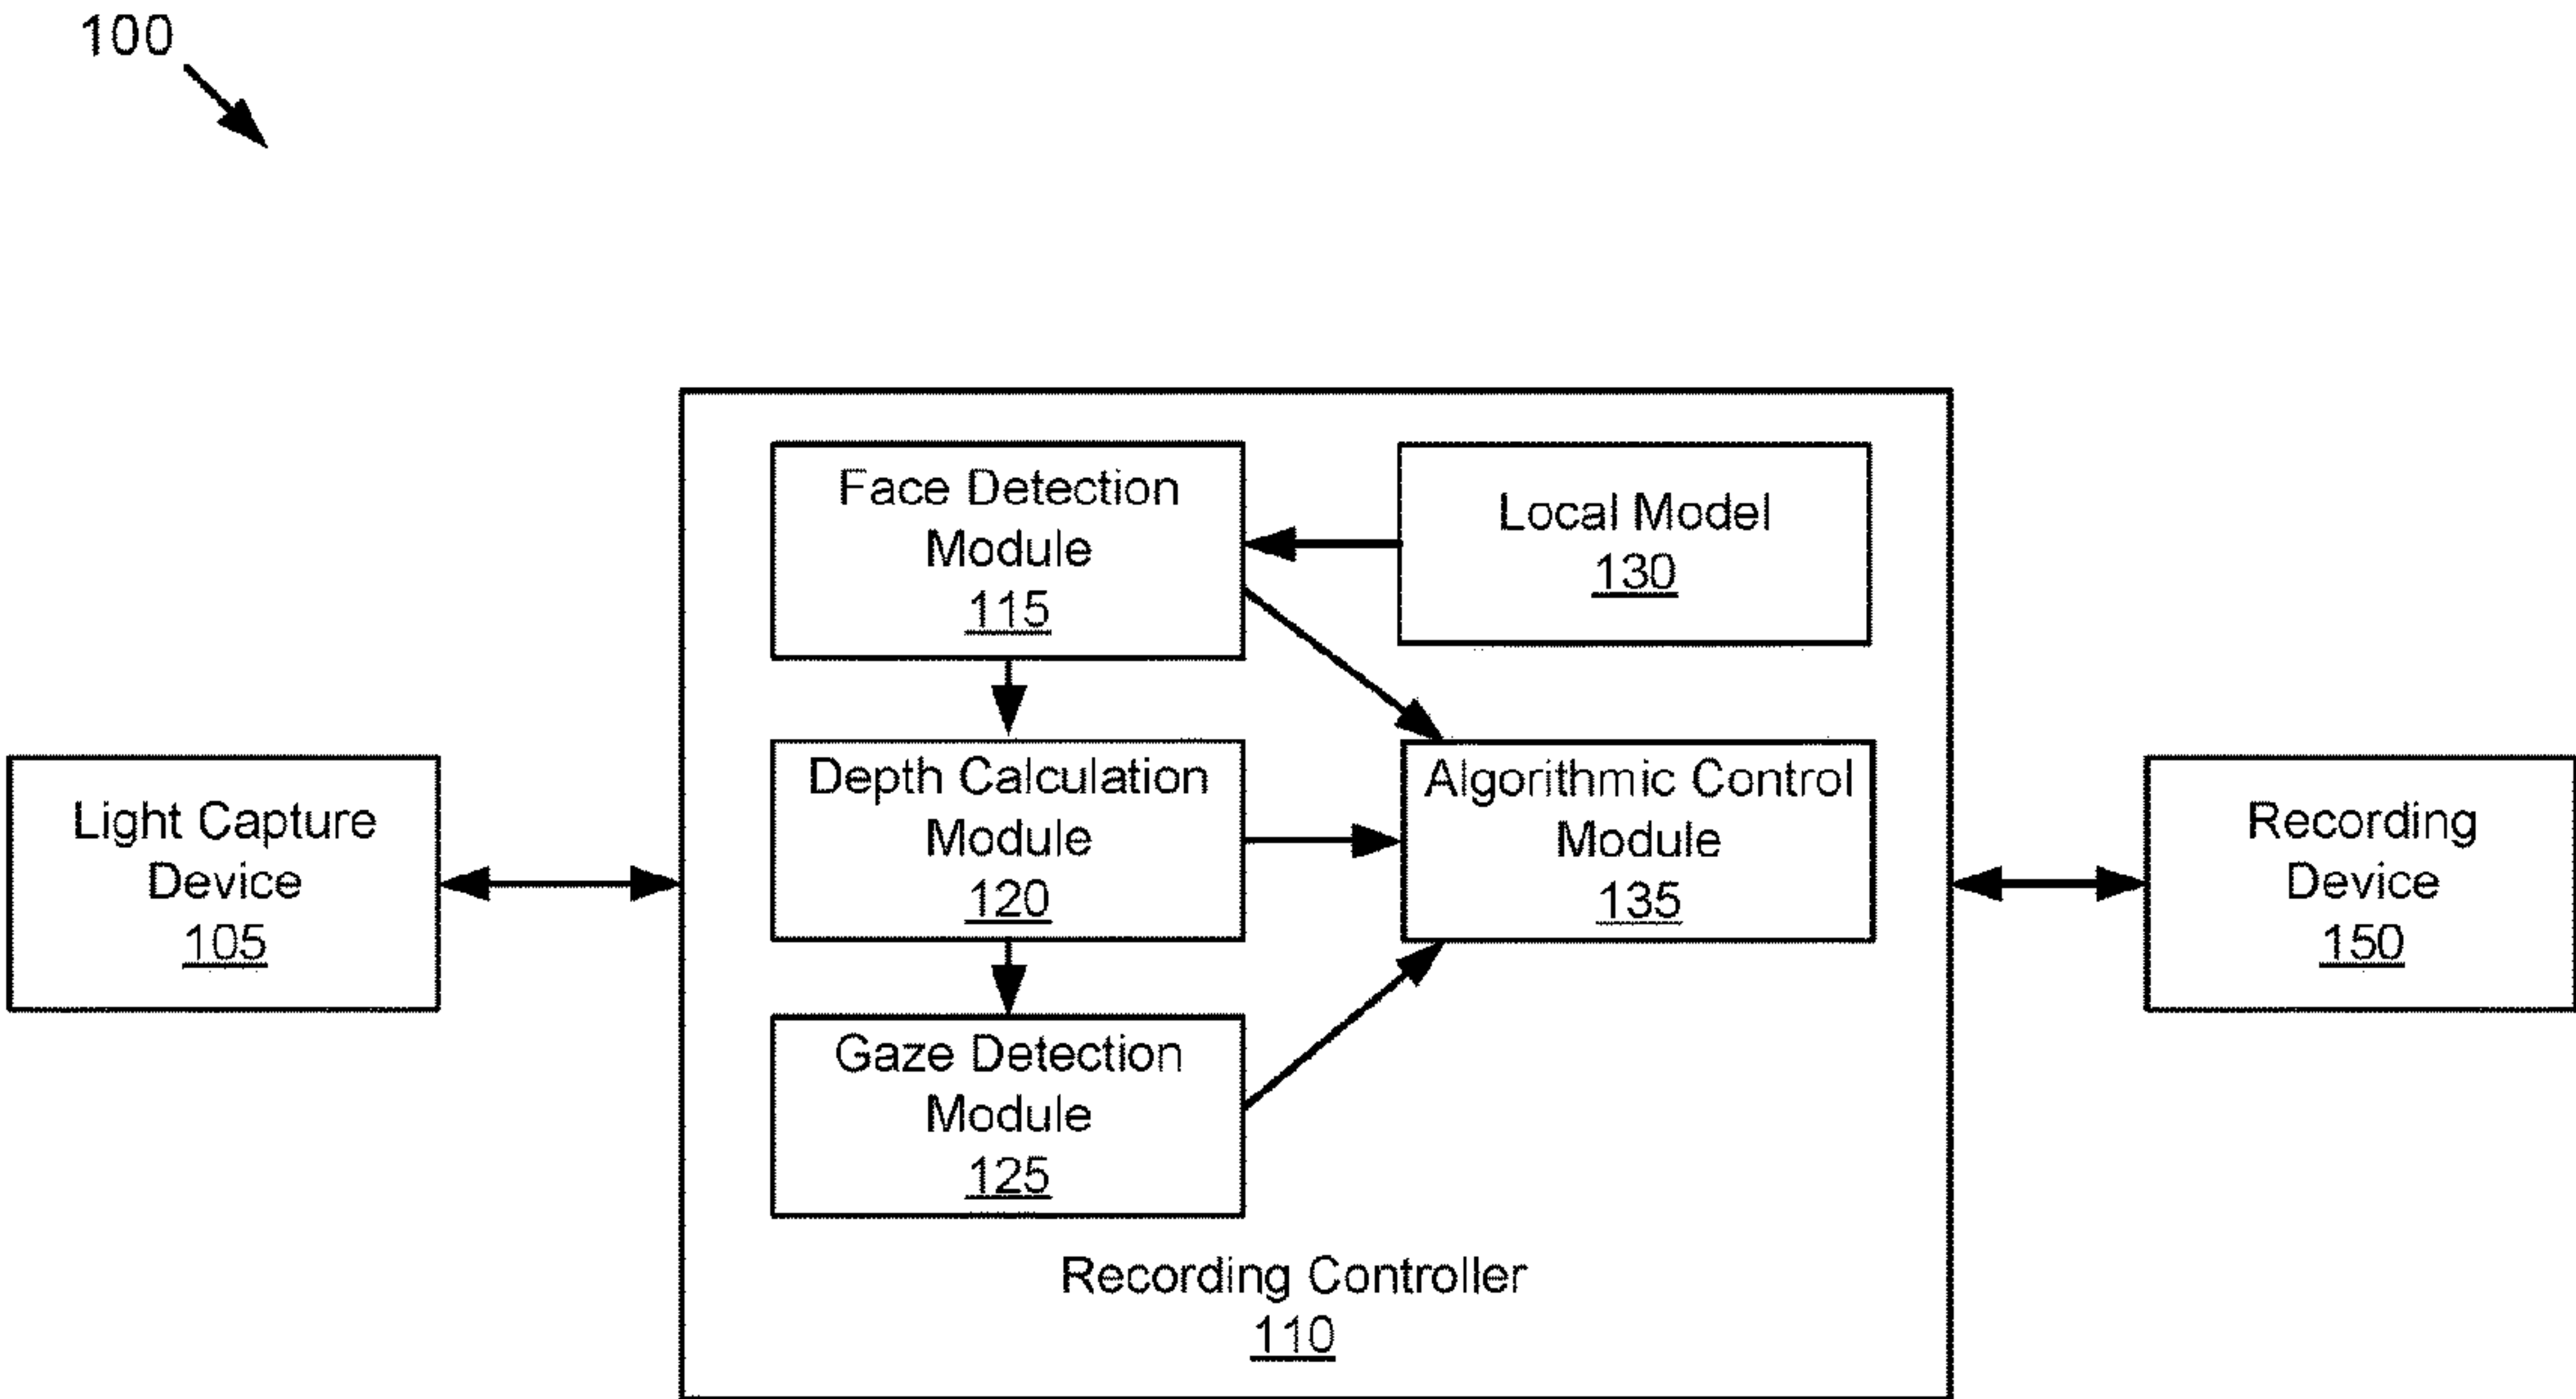 100
Face Detection
Module
115
Local Model
130
Light Capture
Device
105
Depth Calculation
Module
120
Algorithmic Control
Module
135
Recording
Device
150
Gaze Detection
Module
125
Recording Controller
110